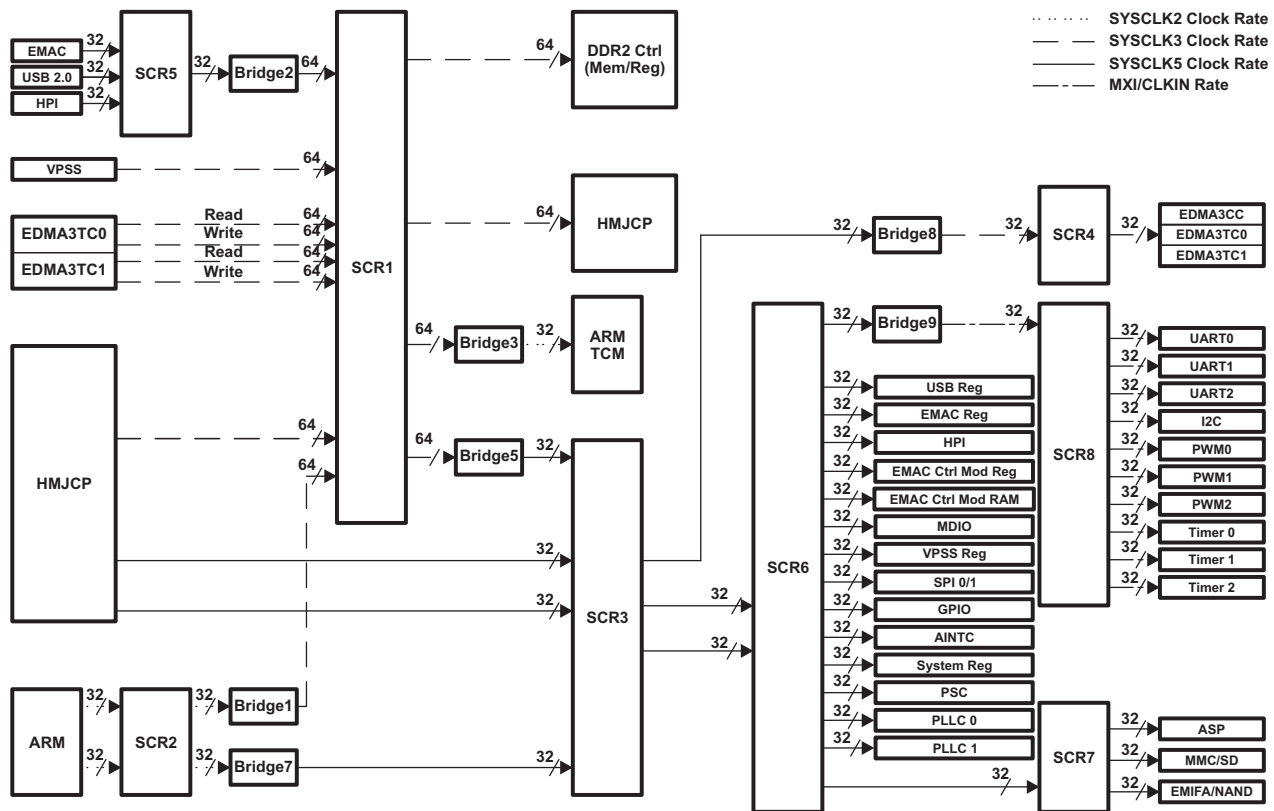 SYSCLK2 Clock Rate
SYSCLK3 Clock Rate
SYSCLK5 Clock Rate
MXI/CLKIN Rate
EMAC
32
USB 2.0
32
HPI
32
SCR5
32
Bridge2
64
VPSS
64
EDMA3TC0
EDMA3TC1
Read
64
Write
64
Read
64
Write
64
HMJCP
64
64
32
32
ARM
32
32
SCR2
32
Bridge1
32
Bridge7
32
SCR1
64
DDR2 Ctrl
(Mem/Reg)
64
HMJCP
64
Bridge3
32
ARM
TCM
64
Bridge5
32
SCR3
32
Bridge8
32
SCR4
32
EDMA3CC
EDMA3TC0
EDMA3TC1
32
32
SCR6
32
Bridge9
32
32
USB Reg
32
EMAC Reg
32
HPI
32
EMAC Ctrl Mod Reg
32
EMAC Ctrl Mod RAM
32
MDIO
32
VPSS Reg
32
SPI 0/1
32
GPIO
32
AINTC
32
System Reg
32
PSC
32
PLLC 0
32
PLLC 1
32
SCR8
32
UART0
32
UART1
32
UART2
32
I2C
32
PWM0
32
PWM1
32
PWM2
32
Timer 0
32
Timer 1
32
Timer 2
SCR7
32
ASP
32
MMC/SD
32
EMIFA/NAND